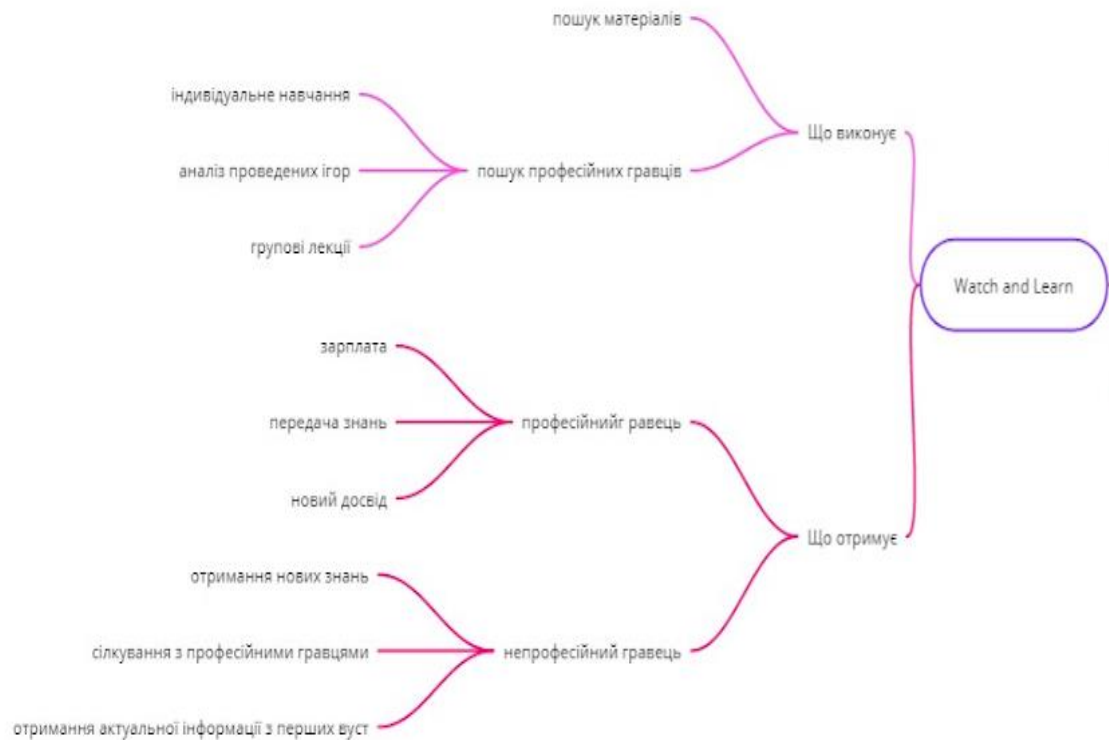 пошук матеріалів
індивідуальне навчання
Що виконує
аналіз проведених ігор
пошук професійних гравців
групові лекції
Watch and Learn
зарплата
передача знань
професійнийг равець
новий досвід
Що отримує
отримання нових знань
сілкування з професійними гравцями
непрофесійний гравець
отримання актуальної інформації з перших вуст